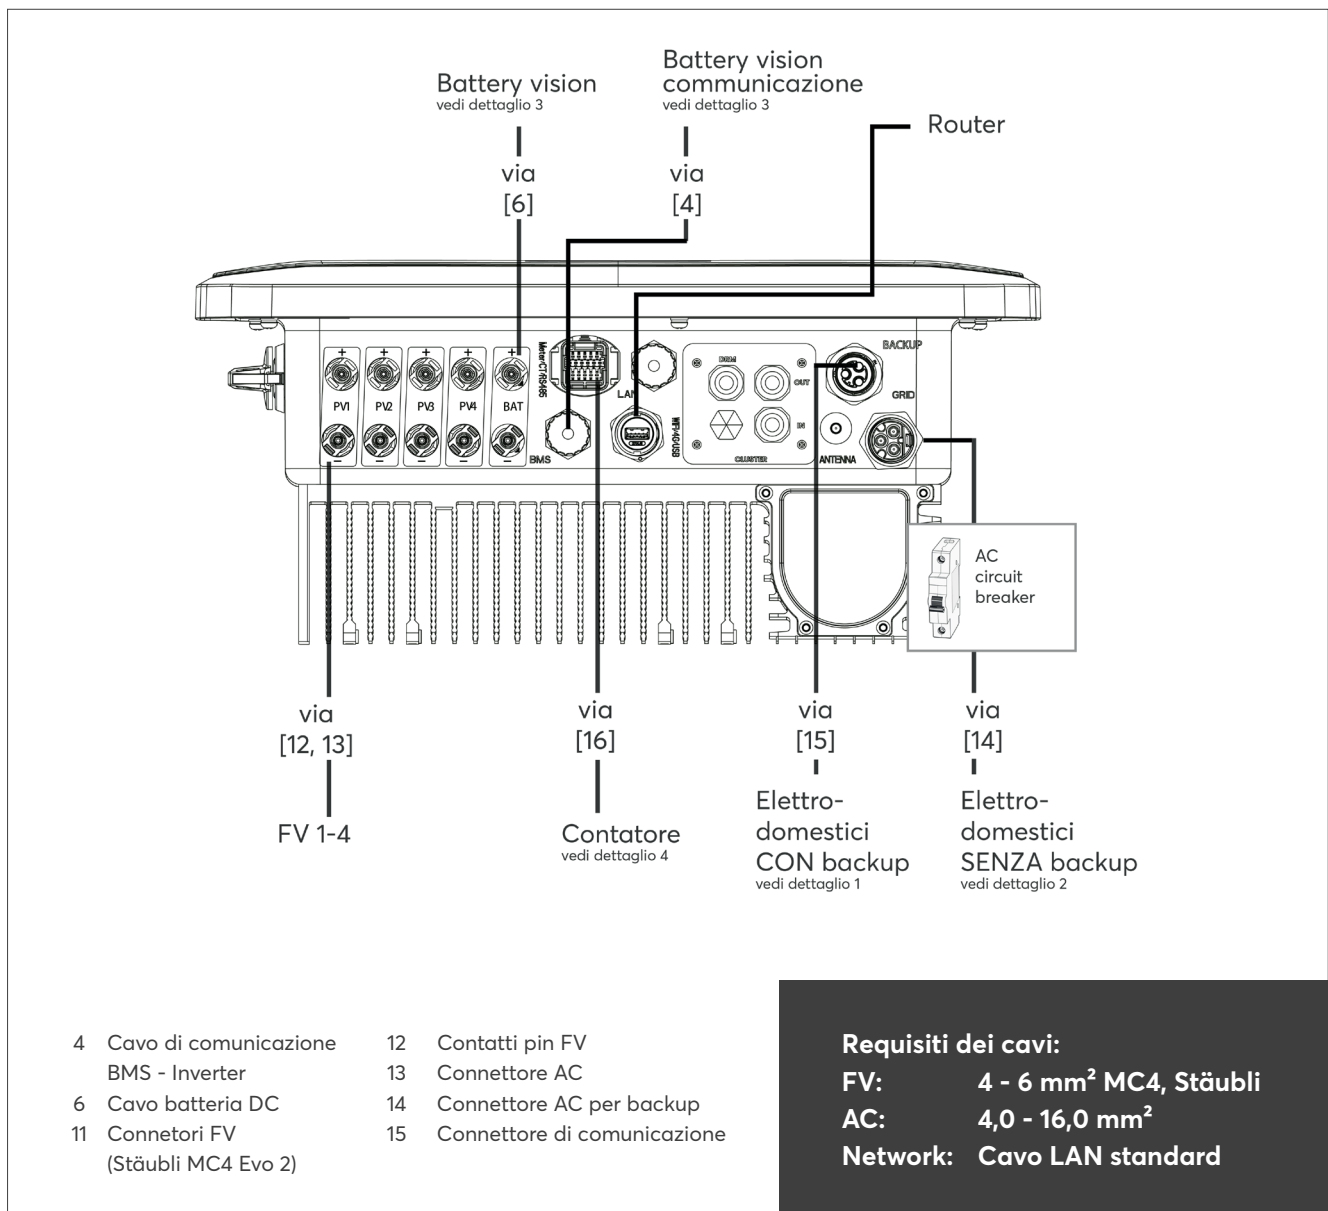 Battery vision
vedi dettaglio 3
Battery vision
communicazione
vedi dettaglio 3
Router
via
[6]
via
[4]
BACKUP
Meter/CT/RS485
DRM
OUT
LAN
GRID
PV1
PV2
PV3
PV4
BAT
WIFI/4G-USB
IN
BMS
CLUSTER
ANTENNA
+ + + + +
- - - - -
AC
circuit
breaker
via
[12, 13]
via
[16]
via
[15]
via
[14]
FV 1-4
Contatore
vedi dettaglio 4
Elettro-
domestici
CON backup
vedi dettaglio 1
Elettro-
domestici
SENZA backup
vedi dettaglio 2
4 Cavo di comunicazione
BMS - Inverter
6 Cavo batteria DC
11 Connetori FV
(Stäubli MC4 Evo 2)
12 Contatti pin FV
13 Connettore AC
14 Connettore AC per backup
15 Connettore di comunicazione
Requisiti dei cavi:
FV: 4 - 6 mm² MC4, Stäubli
AC: 4,0 - 16,0 mm²
Network: Cavo LAN standard